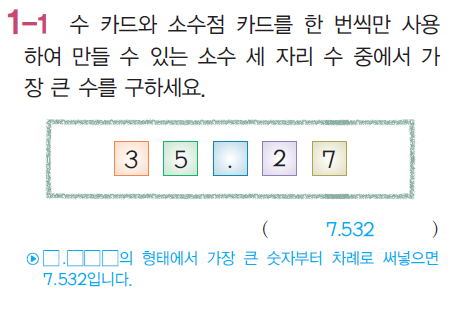 1-1 수 카드와 소수점 카드를 한 번씩만 사용
하여 만들 수 있는 소수 세 자리 수 중에서 가
장 큰 수를 구하세요.
3 5 . 2 7
( 7.532 )
▶ □.□□□의 형태에서 가장 큰 숫자부터 차례로 써넣으면
7.532입니다.